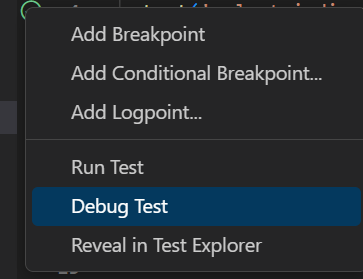 Add Breakpoint
Add Conditional Breakpoint...
Add Logpoint...
Run Test
Debug Test
Reveal in Test Explorer